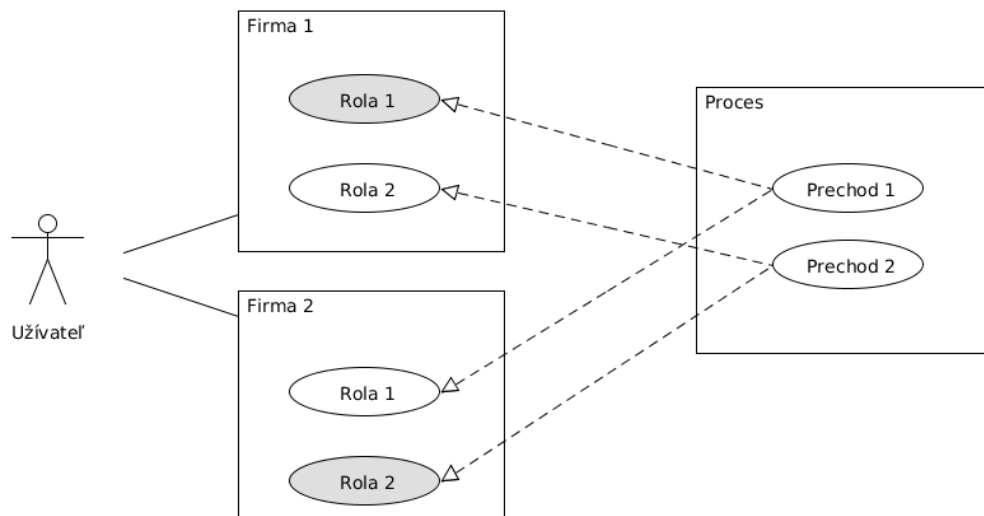 Firma 1
Rola 1
Rola 2
Užívateľ
Firma 2
Rola 1
Rola 2
Proces
Prechod 1
Prechod 2